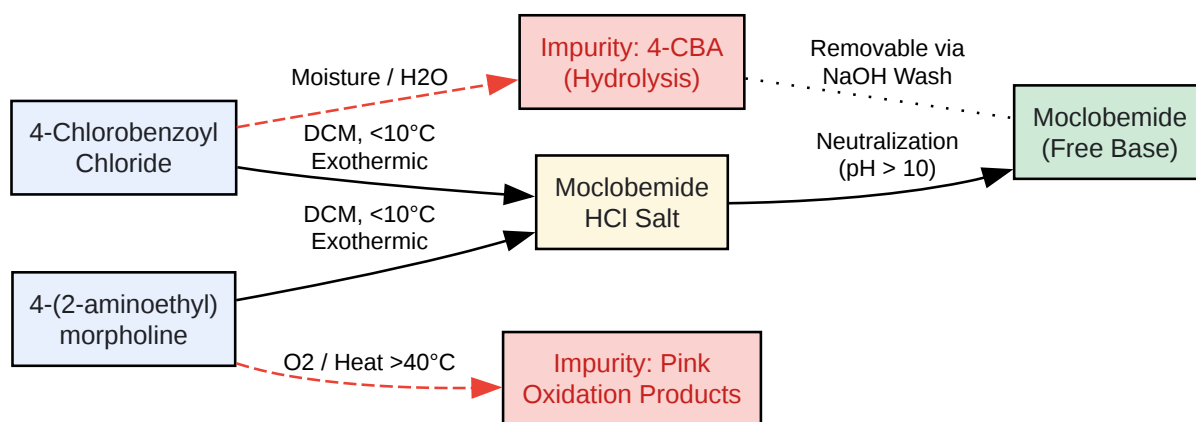 Impurity: 4-CBA
(Hydrolysis)
Removable via
NaOH Wash
Moisture / H2O
4-Chlorobenzoyl
Chloride
DCM, <10°C
Exothermic
Moclobemide
(Free Base)
Neutralization
(pH > 10)
Moclobemide
HCl Salt
DCM, <10°C
Exothermic
4-(2-aminoethyl)
morpholine
O2 / Heat >40°C
Impurity: Pink
Oxidation Products